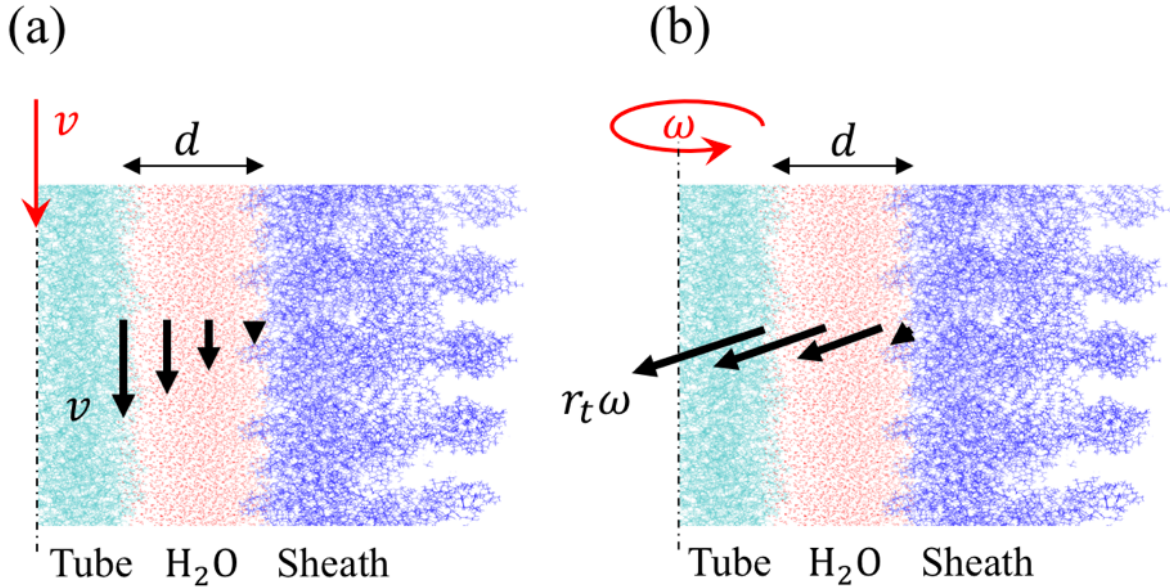 (a)
(b)
v
d
ω
d
v
r_t ω
Tube H₂O Sheath
Tube H₂O Sheath